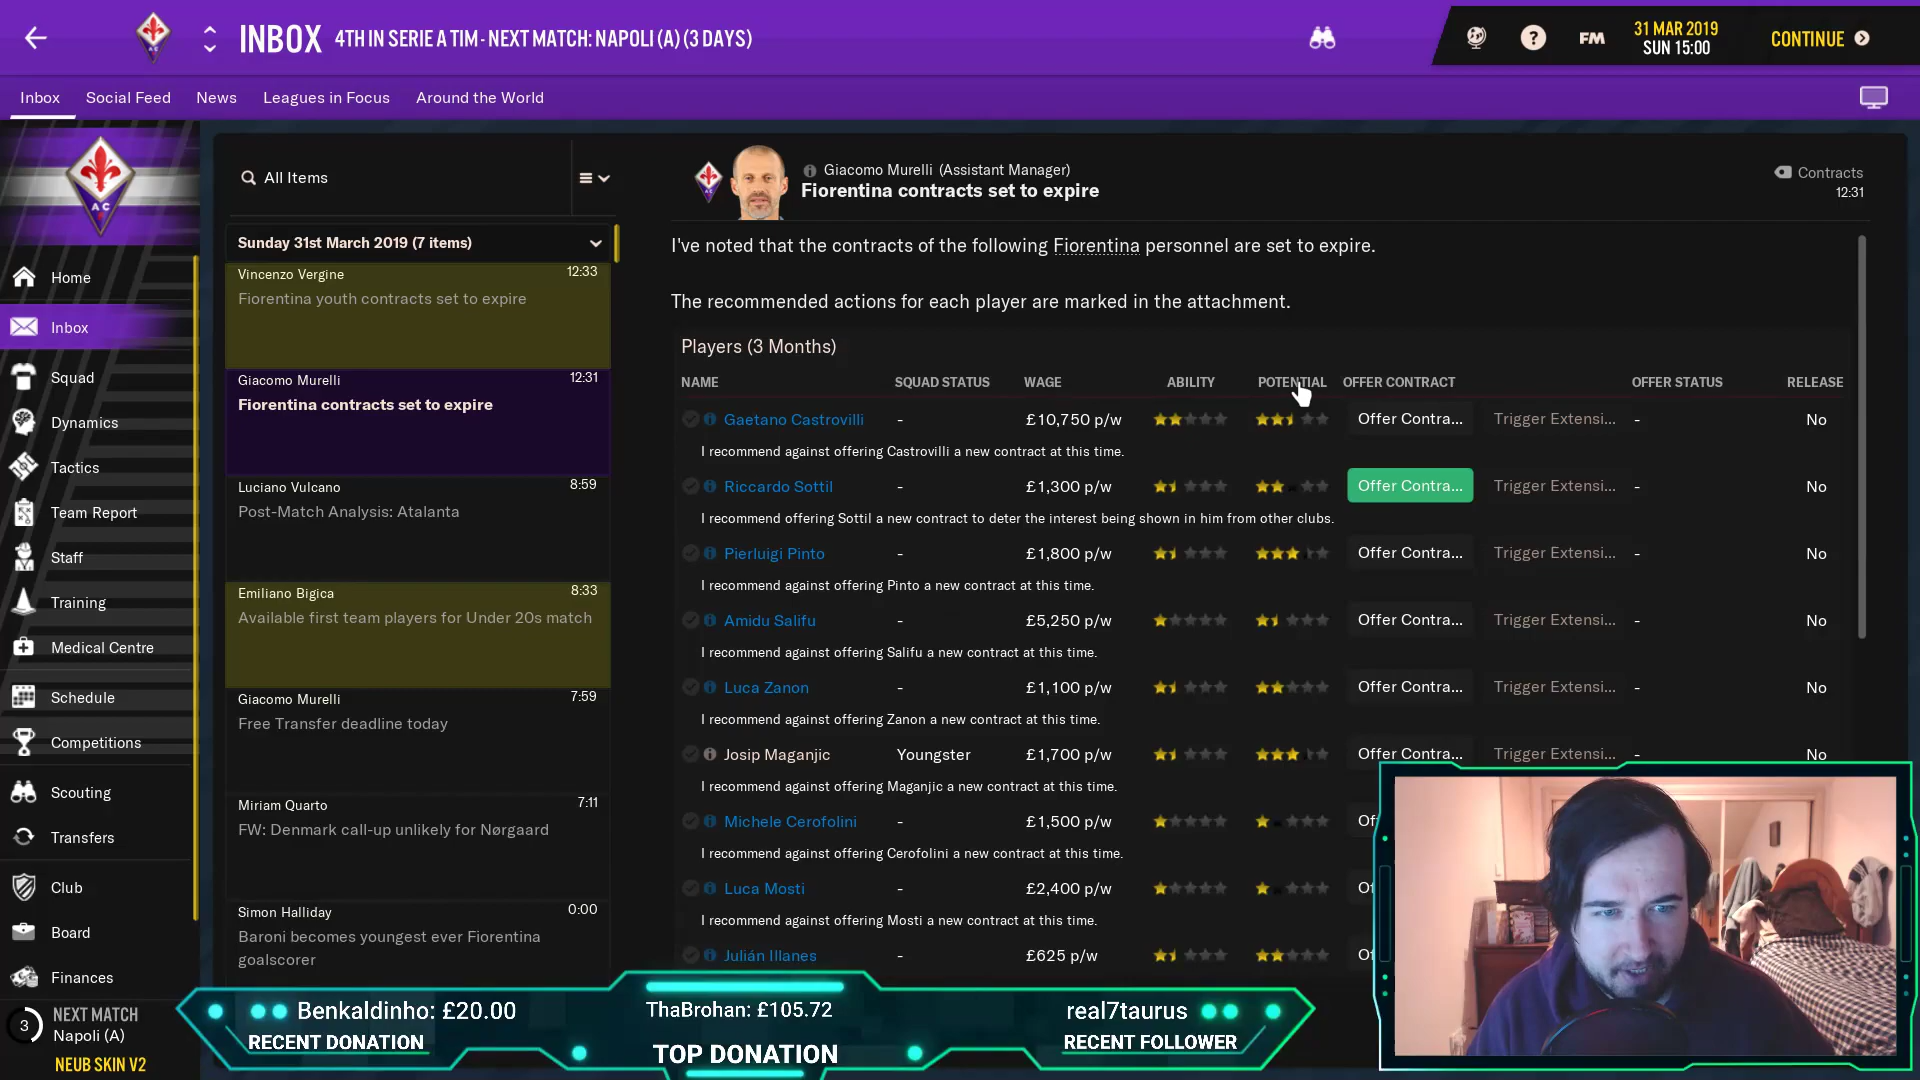 INBOX
4TH IN SERIE A TIM - NEXT MATCH: NAPOLI (A) (3 DAYS)
?
FM
31 MAR 2019
SUN 15:00
CONTINUE
Inbox
Social Feed
News
Leagues in Focus
Around the World
AC
Home
Inbox
Squad
Dynamics
Tactics
Team Report
Staff
Training
Medical Centre
Schedule
Competitions
Scouting
Transfers
Club
Board
Finances
3
NEXT MATCH
Napoli (A)
NEUB SKIN V2
All Items
Sunday 31st March 2019 (7 items)
Vincenzo Vergine 12:33
Fiorentina youth contracts set to expire
Giacomo Murelli 12:31
Fiorentina contracts set to expire
Luciano Vulcano 8:59
Post-Match Analysis: Atalanta
Emiliano Bigica 8:33
Available first team players for Under 20s match
Giacomo Murelli 7:59
Free Transfer deadline today
Miriam Quarto 7:11
FW: Denmark call-up unlikely for Nørgaard
Simon Halliday 0:00
Baroni becomes youngest ever Fiorentina
goalscorer
Giacomo Murelli (Assistant Manager)
Fiorentina contracts set to expire
Contracts
12:31
I've noted that the contracts of the following Fiorentina personnel are set to expire.
The recommended actions for each player are marked in the attachment.
Players (3 Months)
NAME SQUAD STATUS WAGE ABILITY POTENTIAL OFFER CONTRACT OFFER STATUS RELEASE
Gaetano Castrovilli - £10,750 p/w Offer Contra... Trigger Extensi... - No
I recommend against offering Castrovilli a new contract at this time.
Riccardo Sottil - £1,300 p/w Offer Contra... Trigger Extensi... - No
I recommend offering Sottil a new contract to deter the interest being shown in him from other clubs.
Pierluigi Pinto - £1,800 p/w Offer Contra... Trigger Extensi... - No
I recommend against offering Pinto a new contract at this time.
Amidu Salifu - £5,250 p/w Offer Contra... Trigger Extensi... - No
I recommend against offering Salifu a new contract at this time.
Luca Zanon - £1,100 p/w Offer Contra... Trigger Extensi... - No
I recommend against offering Zanon a new contract at this time.
Josip Maganjic Youngster £1,700 p/w Offer Contra... Trigger Extensi... - No
I recommend against offering Maganjic a new contract at this time.
Michele Cerofolini - £1,500 p/w Of
I recommend against offering Cerofolini a new contract at this time.
Luca Mosti - £2,400 p/w Of
I recommend against offering Mosti a new contract at this time.
Julián Illanes - £625 p/w Of
Benkaldinho: £20.00
RECENT DONATION
ThaBrohan: £105.72
TOP DONATION
real7taurus
RECENT FOLLOWER